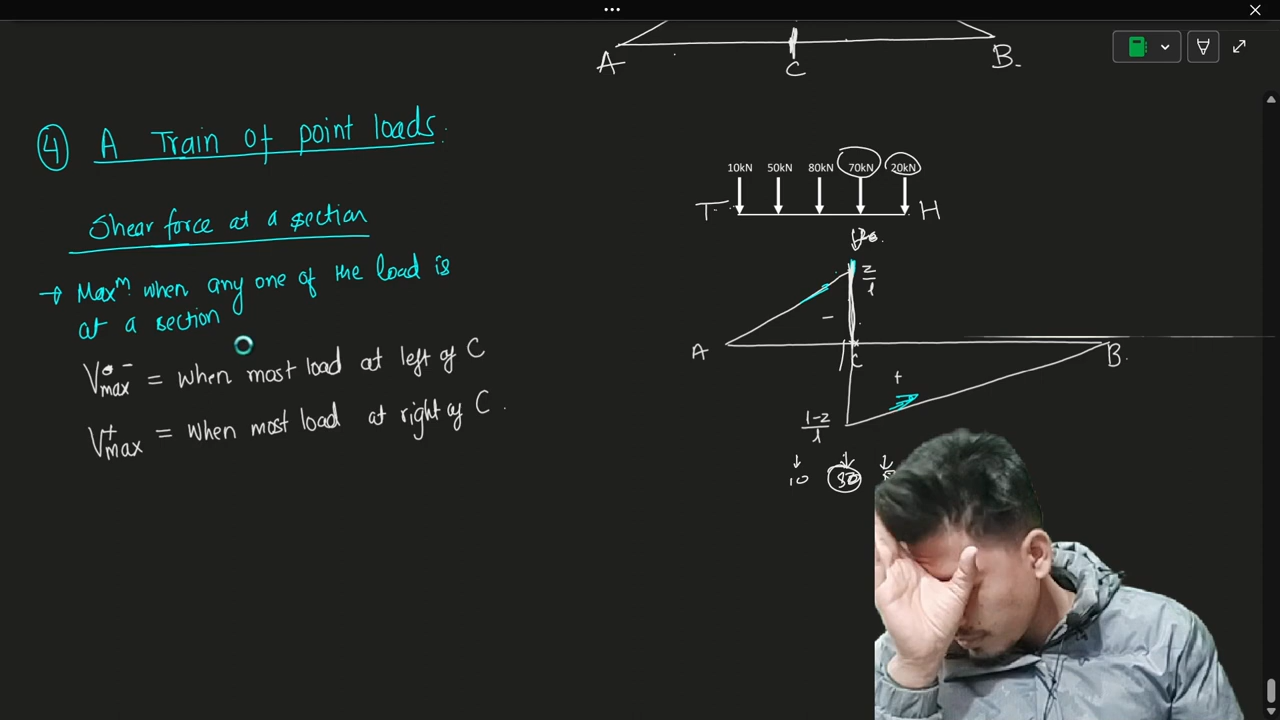 A C B.
④ A Train of point loads:
10kN 50kN 80kN 70kN 20kN
T H
Shear force at a section
z/l
→ Maxᵐ. when any one of the load is
at a section
-
A C B.
V⁻max = when most load at left of C
+
V⁺max = when most load at right of C.
l-z/l
10